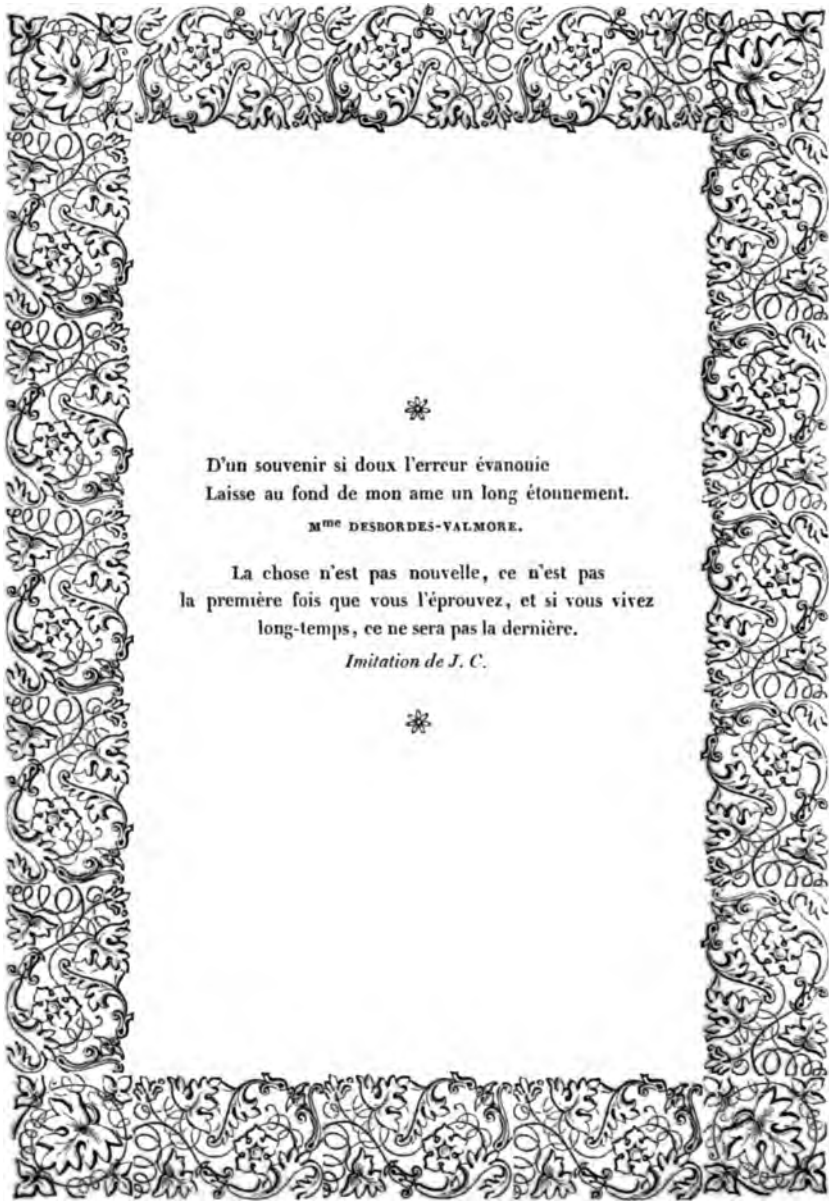 D'un souvenir si doux l'erreur évanouie
Laisse au fond de mon ame un long étonnement.
Mme DESBORDES-VALMORE.
La chose n'est pas nouvelle, ce n'est pas
la première fois que vous l'éprouvez, et si vous vivez
long-temps, ce ne sera pas la dernière.
Imitation de J. C.